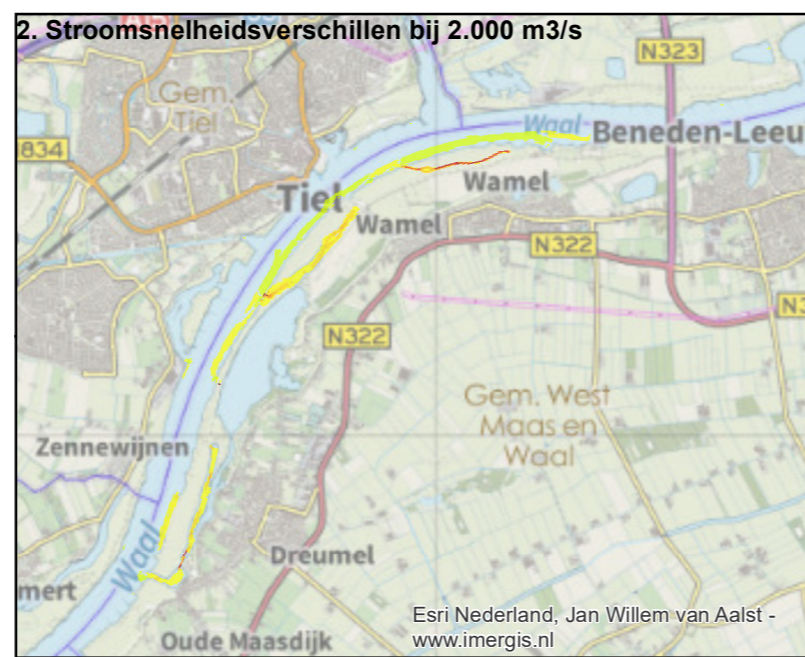 2. Stroomsnelheidsverschillen bij 2.000 m3/s
N323
Gem.
Tiel
Waal
Beneden-Leeu
834
Wamel
Tiel
Wamel
N322
N3
N322
Gem. West
Maas en
Waal
Zennewijnen
Waal
Dreumel
mert
Esri Nederland, Jan Willem van Aalst -
www.imergis.nl
Oude Maasdijk